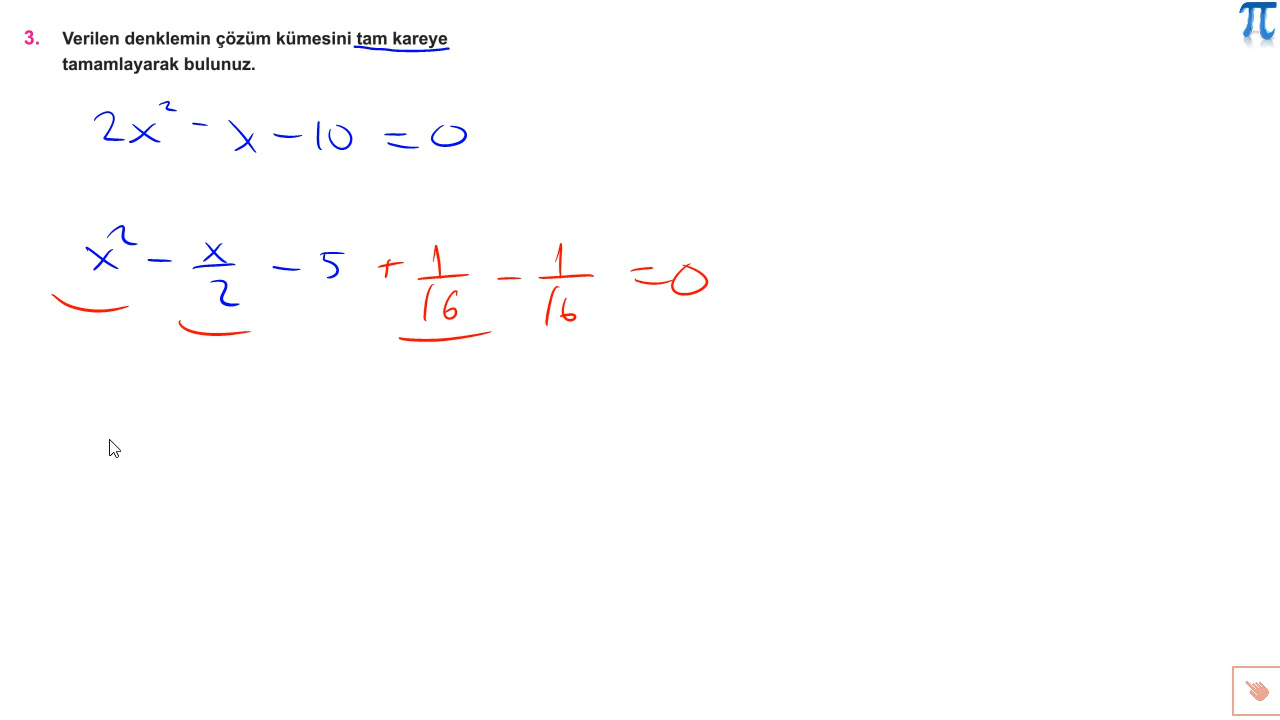 3. Verilen denklemin çözüm kümesini tam kareye
tamamlayarak bulunuz.
2x² - x - 10 = 0
x² - x/2 - 5 + 1/16 - 1/16 = 0
π